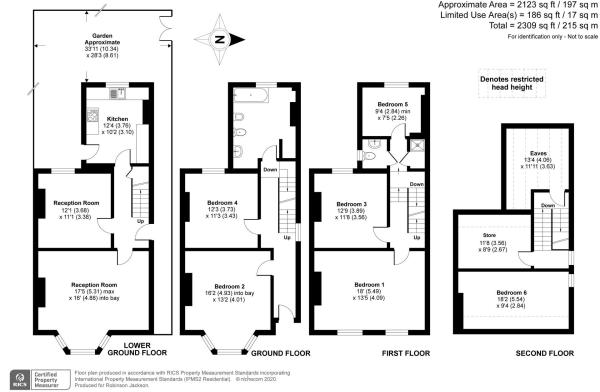 Approximate Area = 2123 sq ft / 197 sq m
Limited Use Area(s) = 186 sq ft / 17 sq m
Total = 2309 sq ft / 215 sq m
For identification only - Not to scale
Garden
Approximate
33'11 (10.34)
x 28'3 (8.61)
N
Denotes restricted
head height
Kitchen
12'4 (3.76)
x 10'2 (3.10)
Reception Room
12'1 (3.68)
x 11'1 (3.38)
Up
Reception Room
17'5 (5.31) max
x 16' (4.88) into bay
LOWER
GROUND FLOOR
Down
Bedroom 4
12'3 (3.73)
x 11'3 (3.43)
Up
Bedroom 2
16'2 (4.93) into bay
x 13'2 (4.01)
GROUND FLOOR
Bedroom 5
9'4 (2.84) min
x 7'5 (2.26)
Down
Bedroom 3
12'9 (3.89)
x 11'8 (3.56)
Up
Bedroom 1
18' (5.49)
x 13'5 (4.09)
FIRST FLOOR
Eaves
13'4 (4.06)
x 11'11 (3.63)
Down
Store
11'8 (3.56)
x 8'9 (2.67)
Bedroom 6
18'2 (5.54)
x 9'4 (2.84)
SECOND FLOOR
RICS
Certified
Property
Measurer
Floor plan produced in accordance with RICS Property Measurement Standards incorporating
International Property Measurement Standards (IPMS2 Residential). © nichecom 2020.
Produced for Robinson Jackson.